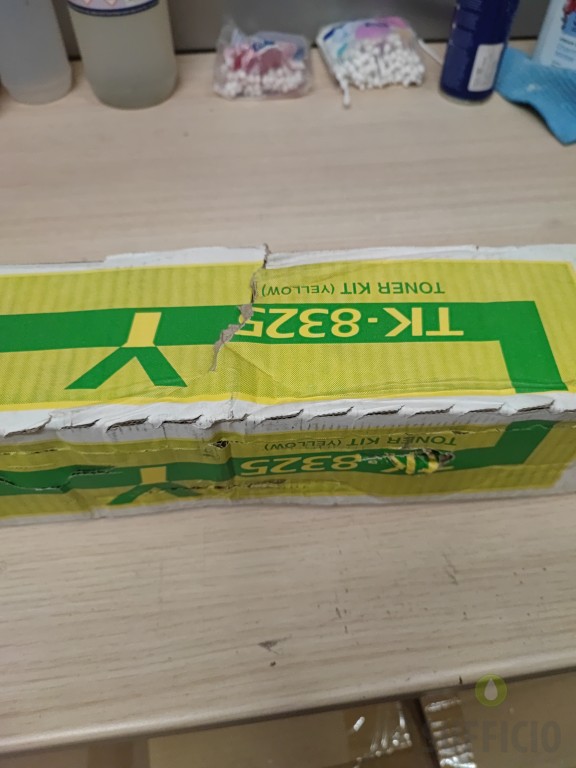 TONER KIT (YELLOW)
TK-8325
Y
TONER KIT (YELLOW)
TK-8325